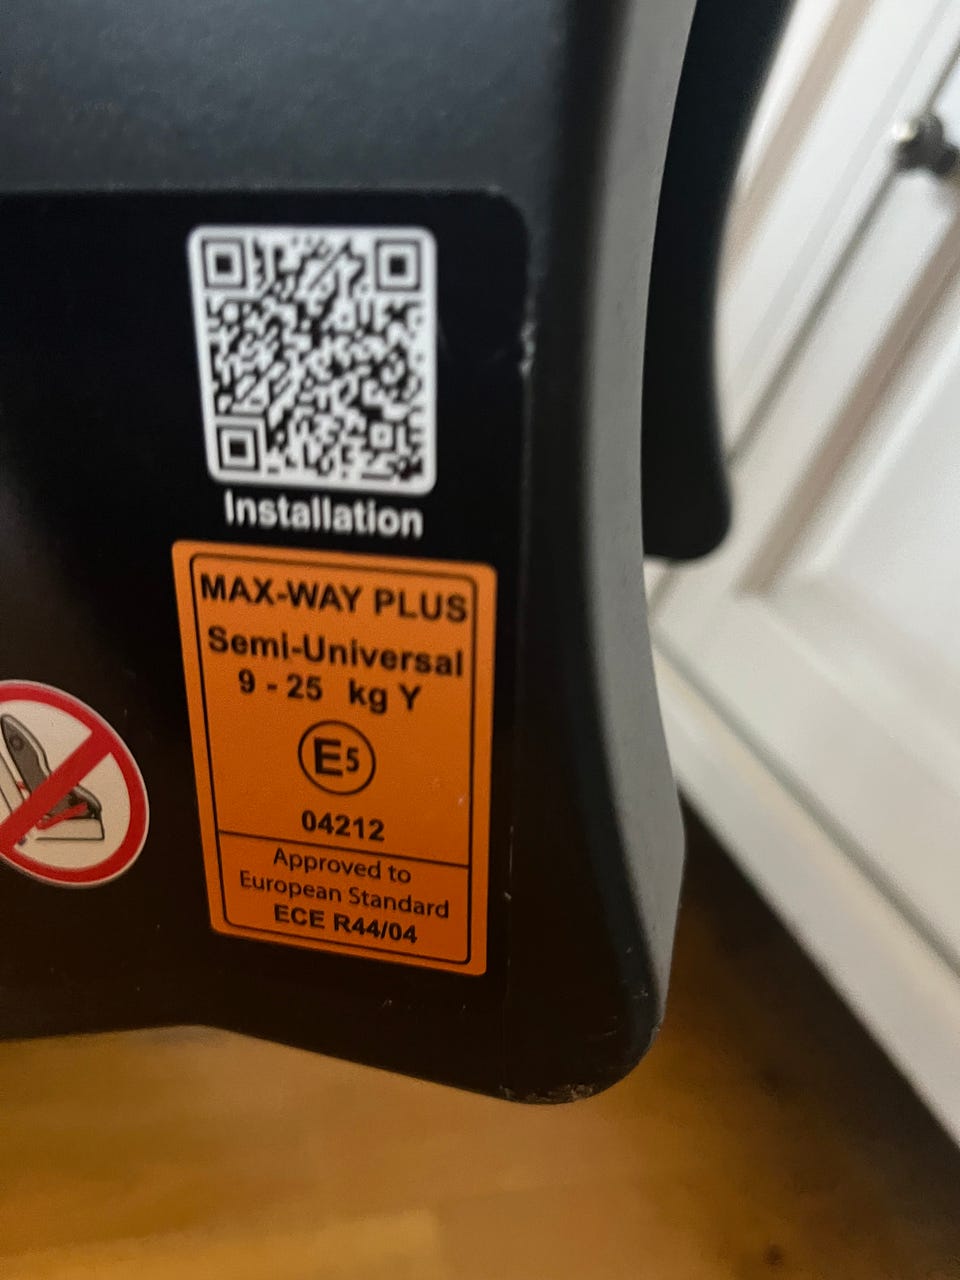 Installation
MAX-WAY PLUS
Semi-Universal
9 - 25 kg Y
E5
04212
Approved to
European Standard
ECE R44/04